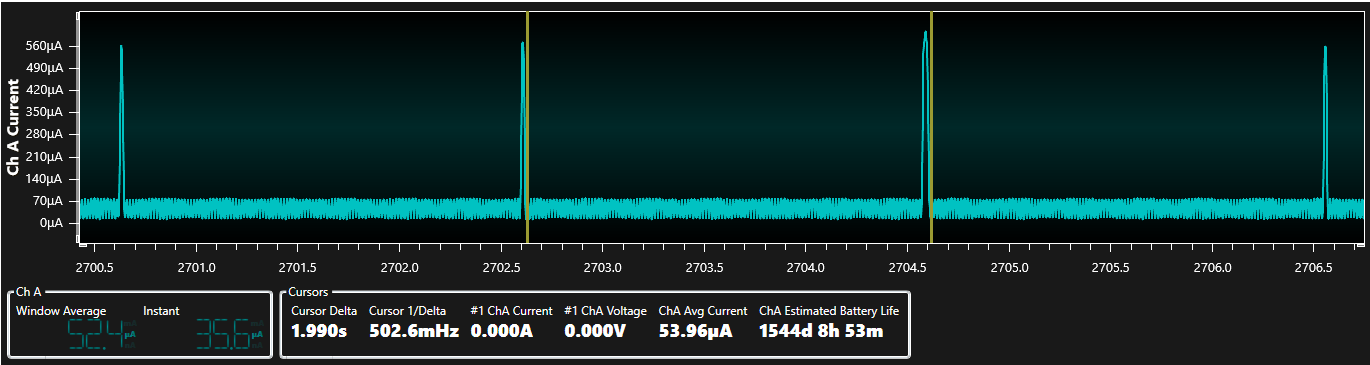 Ch A Current
560µA
490µA
420µA
350µA
280µA
210µA
140µA
70µA
0µA
2700.5 2701.0 2701.5 2702.0 2702.5 2703.0 2703.5 2704.0 2704.5 2705.0 2705.5 2706.0 2706.5
Ch A
Window Average Instant
52.4 µA 35.6 µA
Cursors
Cursor Delta Cursor 1/Delta #1 ChA Current #1 ChA Voltage ChA Avg Current ChA Estimated Battery Life
1.990s 502.6mHz 0.000A 0.000V 53.96µA 1544d 8h 53m